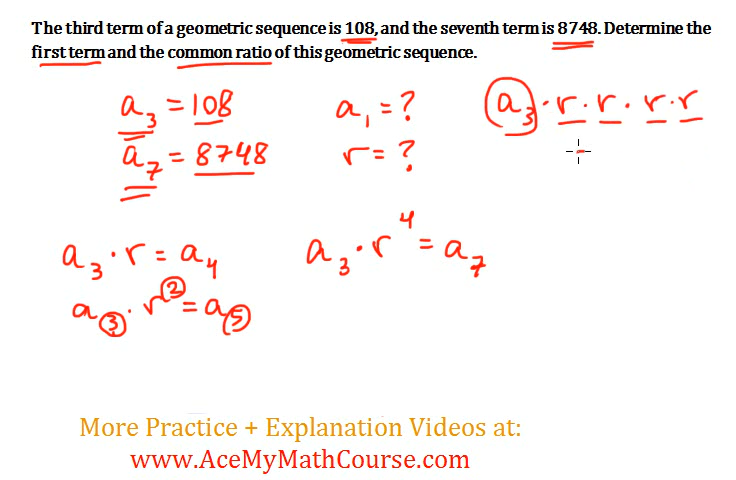 The third term of a geometric sequence is 108, and the seventh term is 8748. Determine the
first term and the common ratio of this geometric sequence.
a₃ = 108
a₁ = ?
a₃ · r · r · r · r
a₇ = 8748
r = ?
a₃ · r = a₄
a₃ · r⁴ = a₇
a₃ · r² = a₅
More Practice + Explanation Videos at:
www.AceMyMathCourse.com